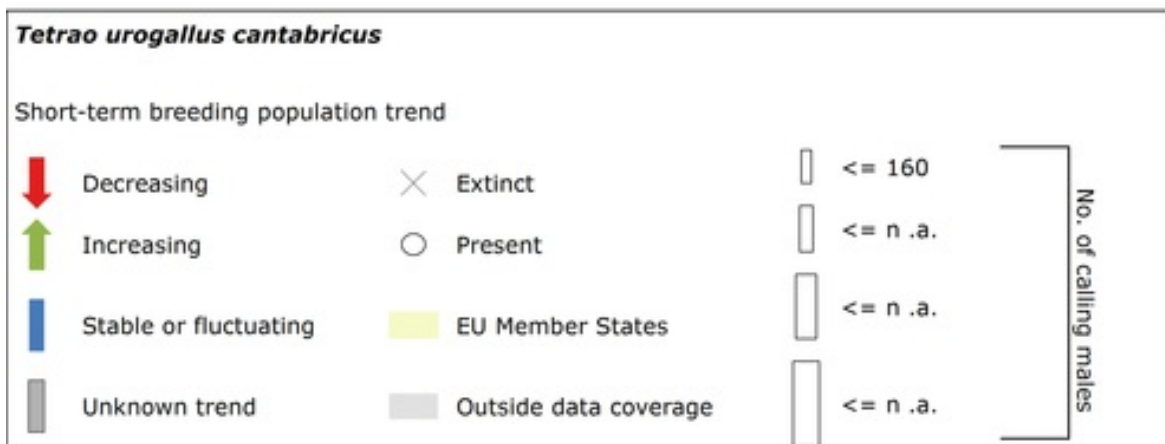 Tetrao urogallus cantabricus
Short-term breeding population trend
Decreasing
Extinct
<= 160
Increasing
Present
<= n .a.
Stable or fluctuating
EU Member States
<= n .a.
Unknown trend
Outside data coverage
<= n .a.
No. of calling males